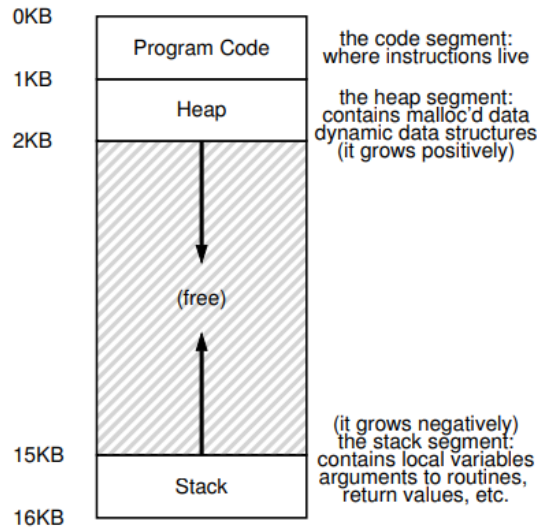 0KB
Program Code
the code segment:
where instructions live
1KB
Heap
the heap segment:
contains malloc'd data
dynamic data structures
(it grows positively)
2KB
(free)
(it grows negatively)
the stack segment:
contains local variables
arguments to routines,
return values, etc.
15KB
Stack
16KB